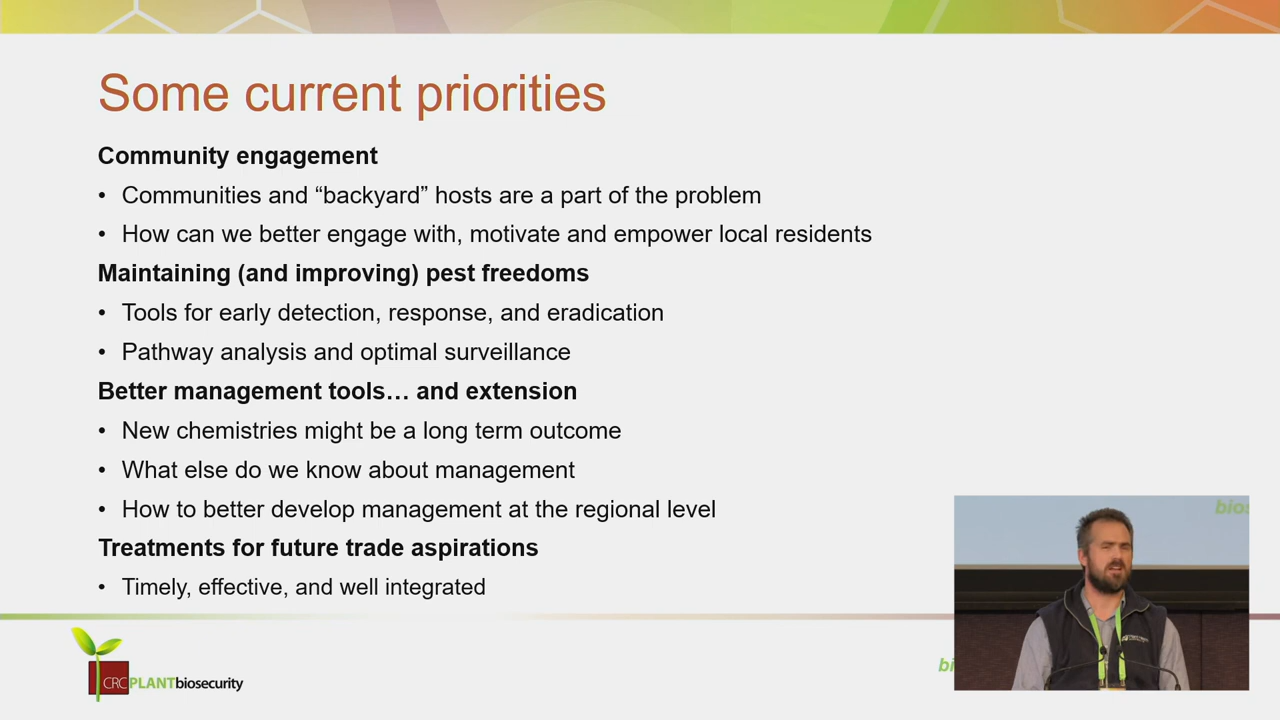 Some current priorities
Community engagement
• Communities and “backyard” hosts are a part of the problem
• How can we better engage with, motivate and empower local residents
Maintaining (and improving) pest freedoms
• Tools for early detection, response, and eradication
• Pathway analysis and optimal surveillance
Better management tools… and extension
• New chemistries might be a long term outcome
• What else do we know about management
• How to better develop management at the regional level
Treatments for future trade aspirations
• Timely, effective, and well integrated
bios
bi
CRCPLANTbiosecurity